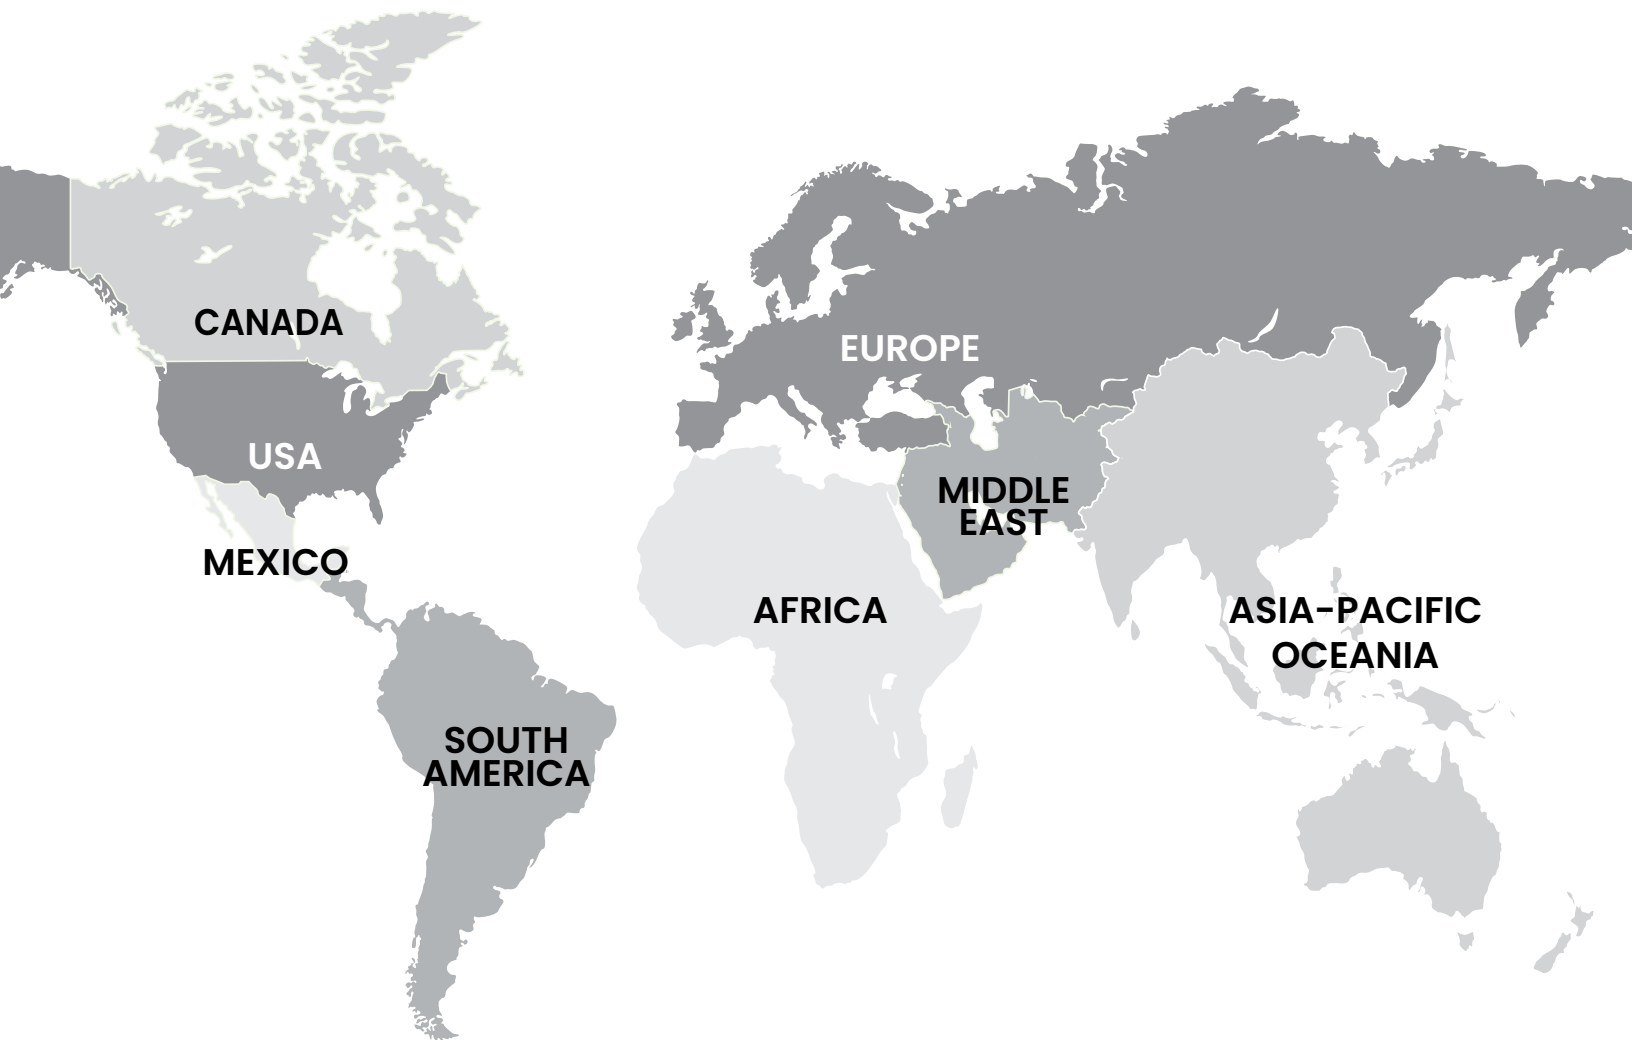 CANADA
EUROPE
USA
MIDDLE
EAST
MEXICO
AFRICA
ASIA-PACIFIC
OCEANIA
SOUTH
AMERICA